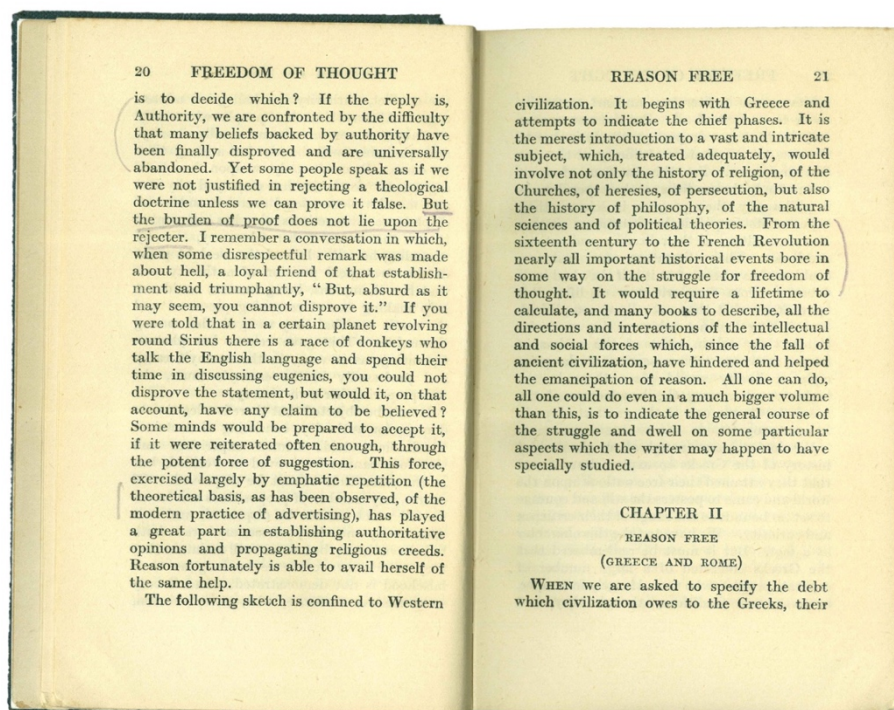 20 FREEDOM OF THOUGHT
is to decide which? If the reply is,
Authority, we are confronted by the difficulty
that many beliefs backed by authority have
been finally disproved and are universally
abandoned. Yet some people speak as if we
were not justified in rejecting a theological
doctrine unless we can prove it false. But
the burden of proof does not lie upon the
rejecter. I remember a conversation in which,
when some disrespectful remark was made
about hell, a loyal friend of that establish-
ment said triumphantly, “ But, absurd as it
may seem, you cannot disprove it.” If you
were told that in a certain planet revolving
round Sirius there is a race of donkeys who
talk the English language and spend their
time in discussing eugenics, you could not
disprove the statement, but would it, on that
account, have any claim to be believed?
Some minds would be prepared to accept it,
if it were reiterated often enough, through
the potent force of suggestion. This force,
exercised largely by emphatic repetition (the
theoretical basis, as has been observed, of the
modern practice of advertising), has played
a great part in establishing authoritative
opinions and propagating religious creeds.
Reason fortunately is able to avail herself of
the same help.
The following sketch is confined to Western
REASON FREE 21
civilization. It begins with Greece and
attempts to indicate the chief phases. It is
the merest introduction to a vast and intricate
subject, which, treated adequately, would
involve not only the history of religion, of the
Churches, of heresies, of persecution, but also
the history of philosophy, of the natural
sciences and of political theories. From the
sixteenth century to the French Revolution
nearly all important historical events bore in
some way on the struggle for freedom of
thought. It would require a lifetime to
calculate, and many books to describe, all the
directions and interactions of the intellectual
and social forces which, since the fall of
ancient civilization, have hindered and helped
the emancipation of reason. All one can do,
all one could do even in a much bigger volume
than this, is to indicate the general course of
the struggle and dwell on some particular
aspects which the writer may happen to have
specially studied.
CHAPTER II
REASON FREE
(GREECE AND ROME)
WHEN we are asked to specify the debt
which civilization owes to the Greeks, their